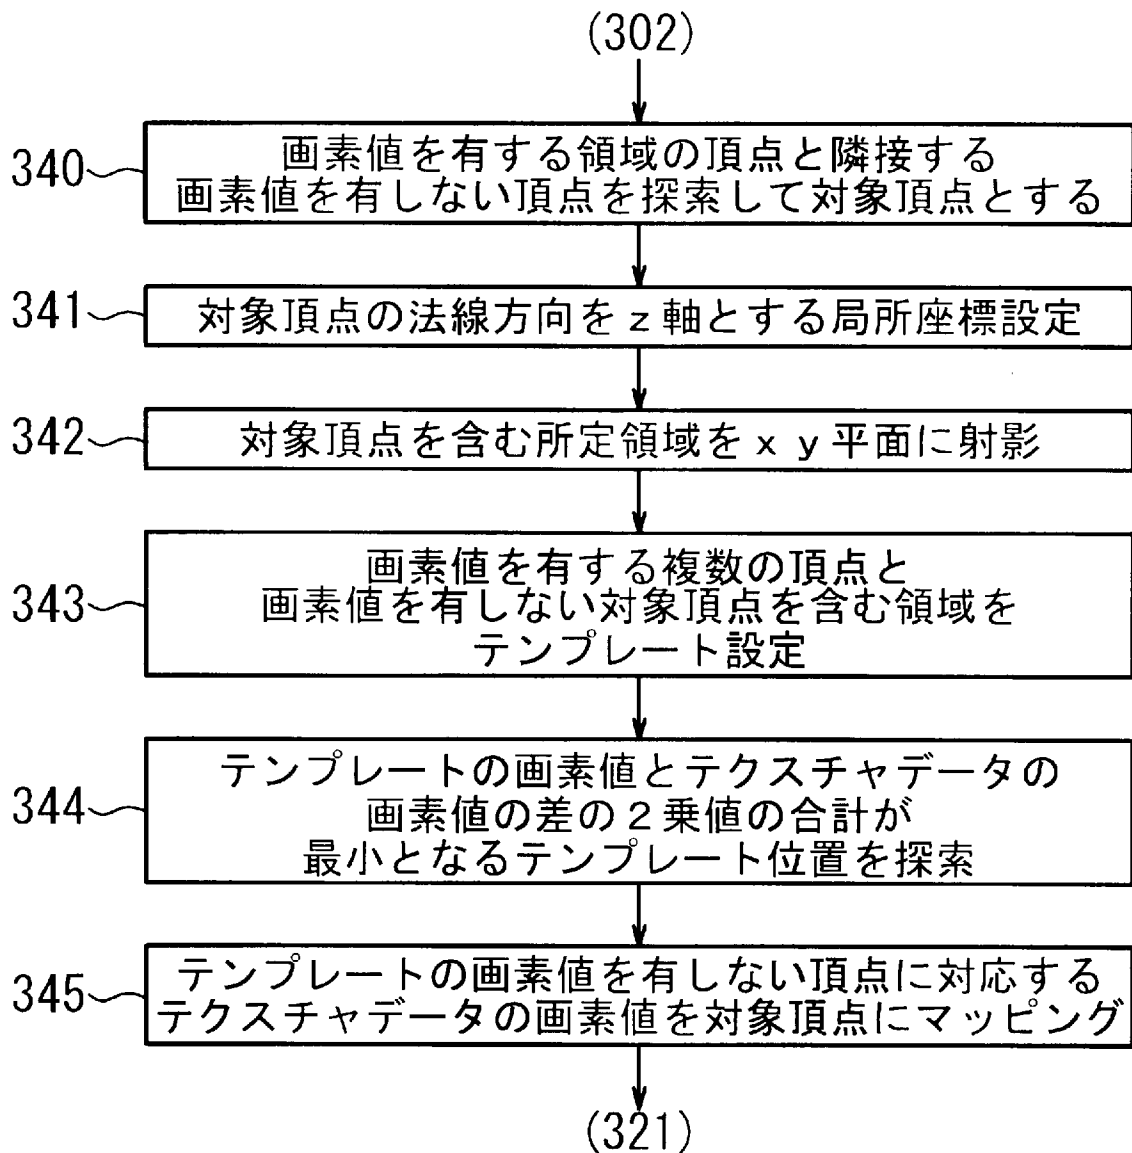 (302)
340
画素値を有する領域の頂点と隣接する
画素値を有しない頂点を探索して対象頂点とする
341
対象頂点の法線方向をｚ軸とする局所座標設定
342
対象頂点を含む所定領域をｘｙ平面に射影
343
画素値を有する複数の頂点と
画素値を有しない対象頂点を含む領域を
テンプレート設定
344
テンプレートの画素値とテクスチャデータの
画素値の差の２乗値の合計が
最小となるテンプレート位置を探索
345
テンプレートの画素値を有しない頂点に対応する
テクスチャデータの画素値を対象頂点にマッピング
(321)